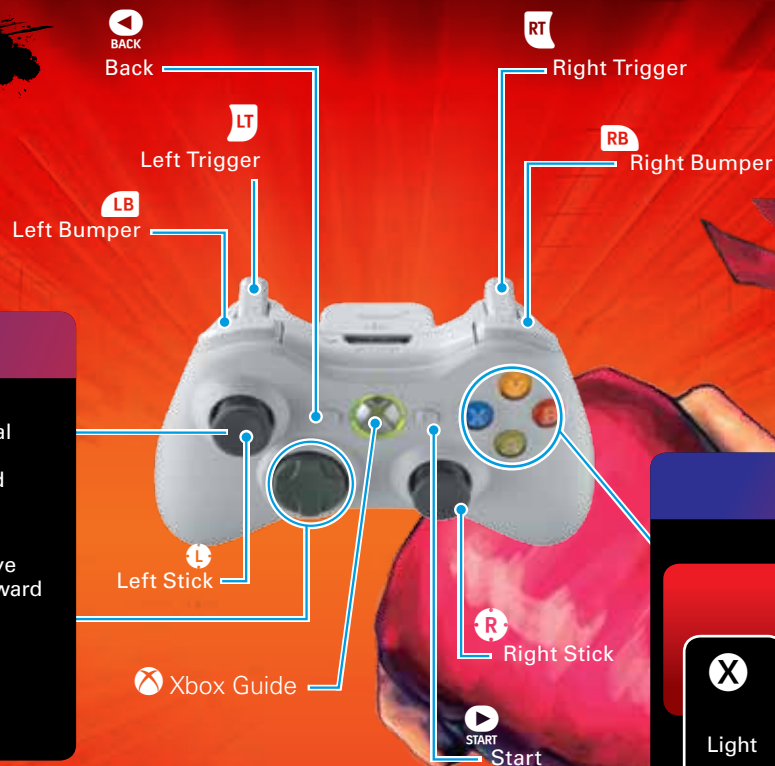 BACK
Back
RT
Right Trigger
LT
Left Trigger
RB
Right Bumper
LB
Left Bumper
Y
X
B
A
L
Left Stick
R
Right Stick
Xbox Guide
START
Start
X
Light